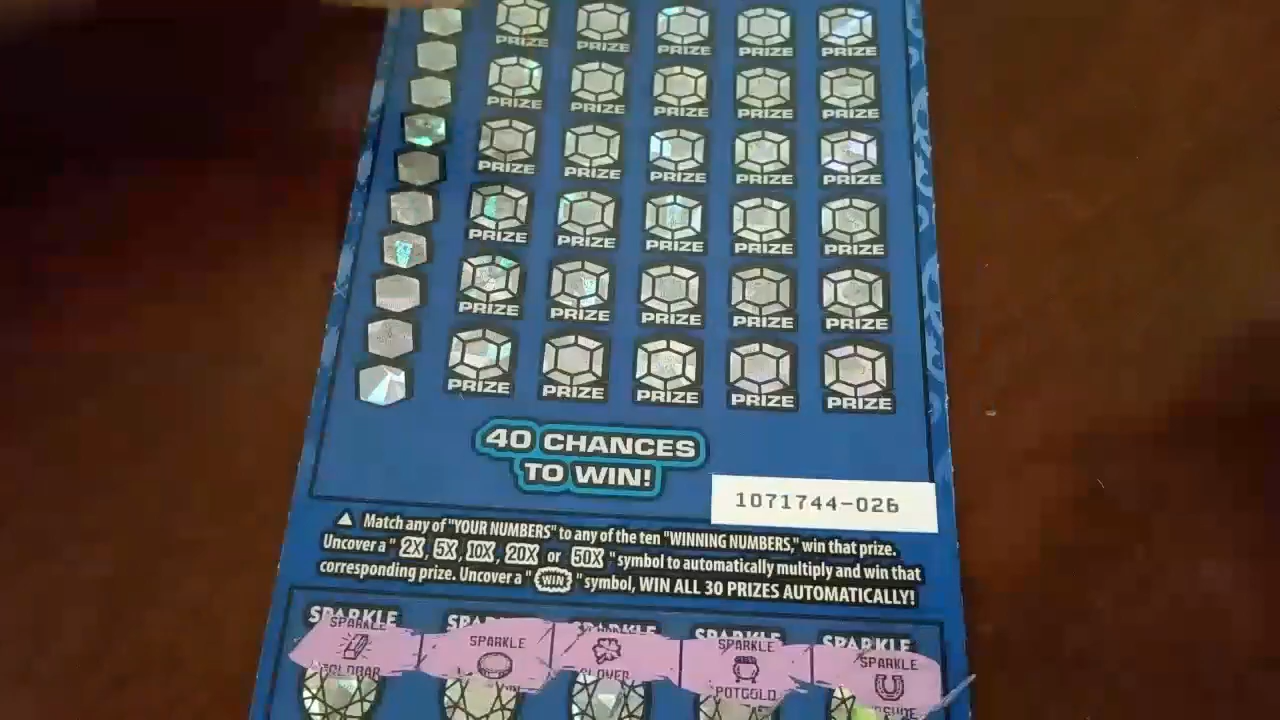 PRIZE PRIZE PRIZE PRIZE PRIZE
PRIZE PRIZE PRIZE PRIZE PRIZE
PRIZE PRIZE PRIZE PRIZE PRIZE
PRIZE PRIZE PRIZE PRIZE PRIZE
PRIZE PRIZE PRIZE PRIZE PRIZE
PRIZE PRIZE PRIZE PRIZE PRIZE
40 CHANCES
TO WIN!
1071744-026
▲ Match any of "YOUR NUMBERS" to any of the ten "WINNING NUMBERS," win that prize.
Uncover a " 2X, 5X, 10X, 20X or 50X " symbol to automatically multiply and win that
corresponding prize. Uncover a " WIN " symbol, WIN ALL 30 PRIZES AUTOMATICALLY!
SPARKLE SPARKLE SPARKLE SPARKLE SPARKLE
SPARKLE SPARKLE SPARKLE SPARKLE
GOLDBAR CLOVER POTGOLD